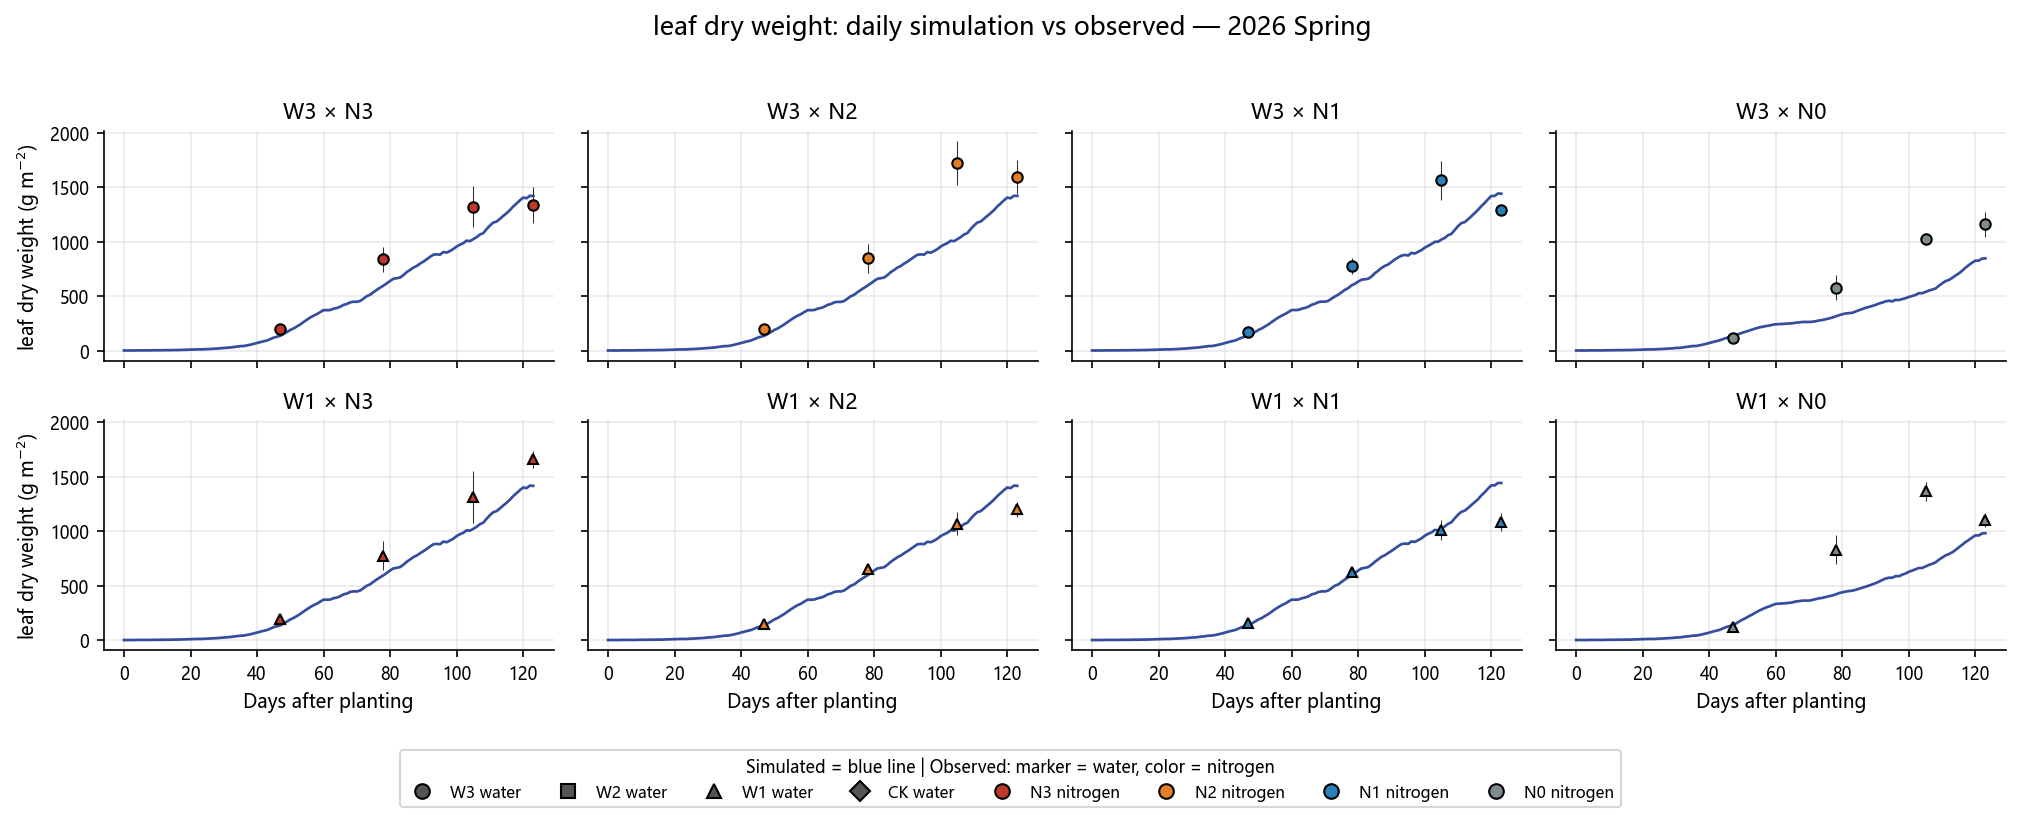 leaf dry weight: daily simulation vs observed — 2026 Spring
W3 × N3
W3 × N2
W3 × N1
W3 × N0
leaf dry weight (g m⁻²)
2000
1500
1000
500
0
W1 × N3
W1 × N2
W1 × N1
W1 × N0
leaf dry weight (g m⁻²)
2000
1500
1000
500
0
0 20 40 60 80 100 120
0 20 40 60 80 100 120
0 20 40 60 80 100 120
0 20 40 60 80 100 120
Days after planting
Days after planting
Days after planting
Days after planting
Simulated = blue line | Observed: marker = water, color = nitrogen
W3 water W2 water W1 water CK water N3 nitrogen N2 nitrogen N1 nitrogen N0 nitrogen